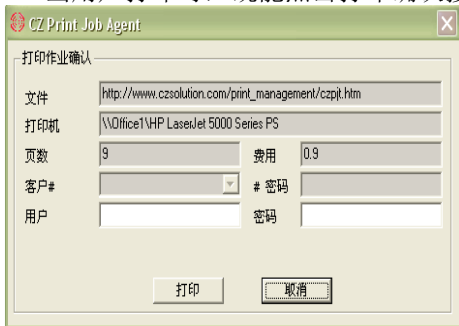 CZ Print Job Agent
打印作业确认
文件 http://www.czsolution.com/print_management/czpjt.htm
打印机 \\Office1\HP LaserJet 5000 Series PS
页数 9 费用 0.9
客户# # 密码
用户 密码
打印 取消